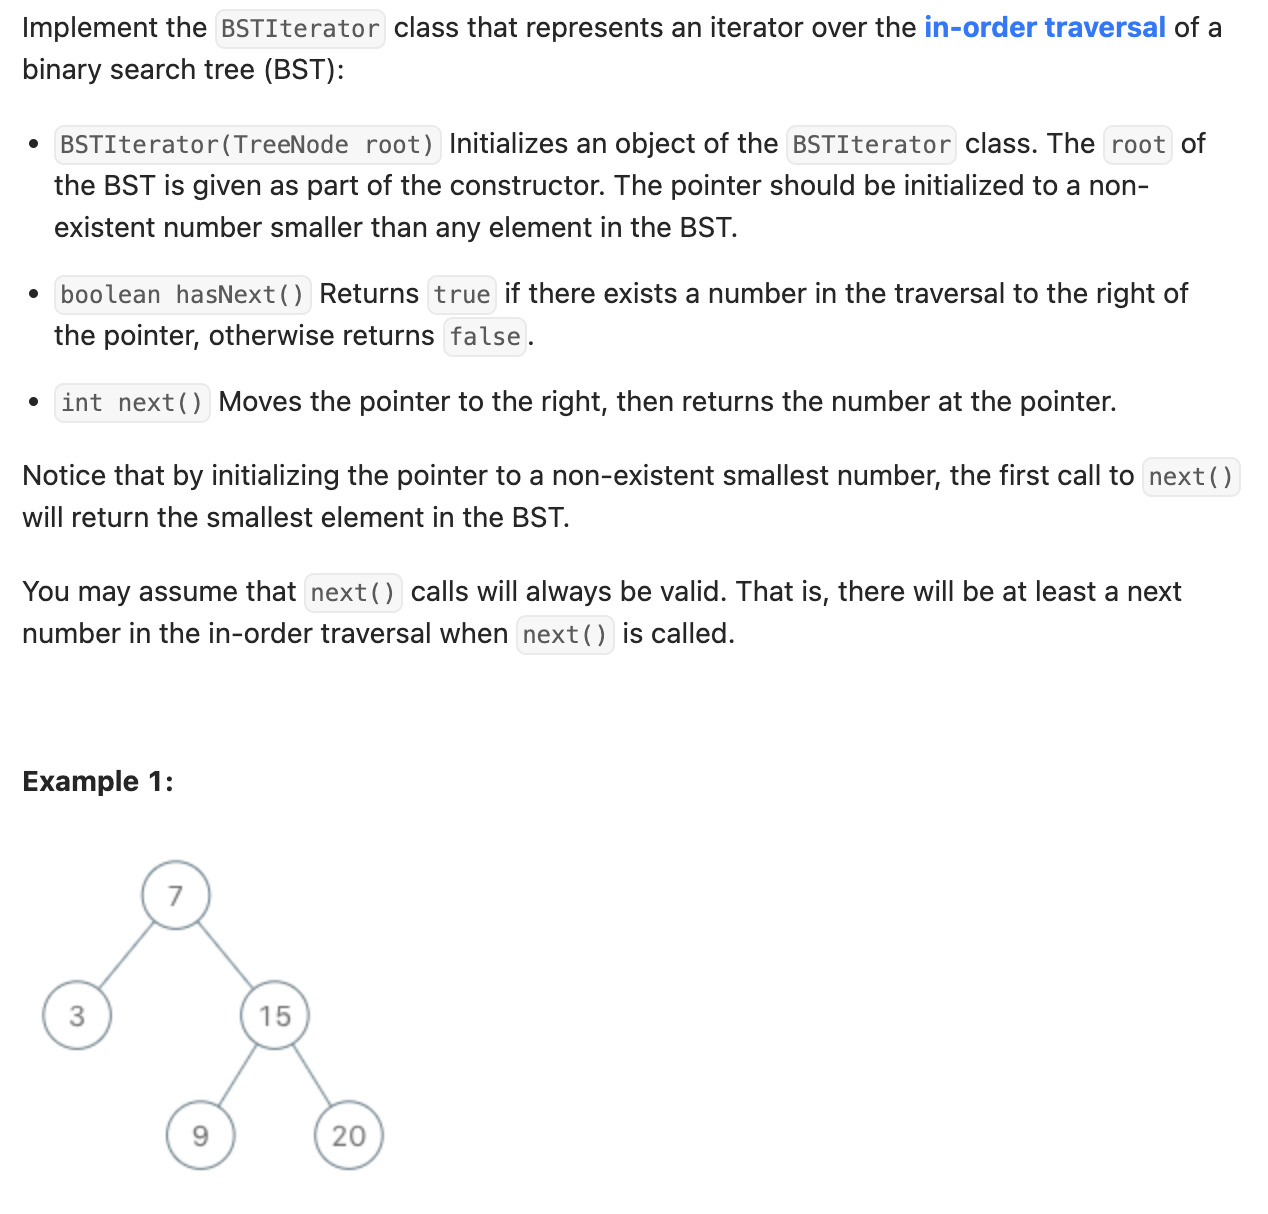 Implement the BSTIterator class that represents an iterator over the in-order traversal of a
binary search tree (BST):
• BSTIterator(TreeNode root) Initializes an object of the BSTIterator class. The root of
the BST is given as part of the constructor. The pointer should be initialized to a non-
existent number smaller than any element in the BST.
• boolean hasNext() Returns true if there exists a number in the traversal to the right of
the pointer, otherwise returns false.
• int next() Moves the pointer to the right, then returns the number at the pointer.
Notice that by initializing the pointer to a non-existent smallest number, the first call to next()
will return the smallest element in the BST.
You may assume that next() calls will always be valid. That is, there will be at least a next
number in the in-order traversal when next() is called.
Example 1:
7
3 15
9 20